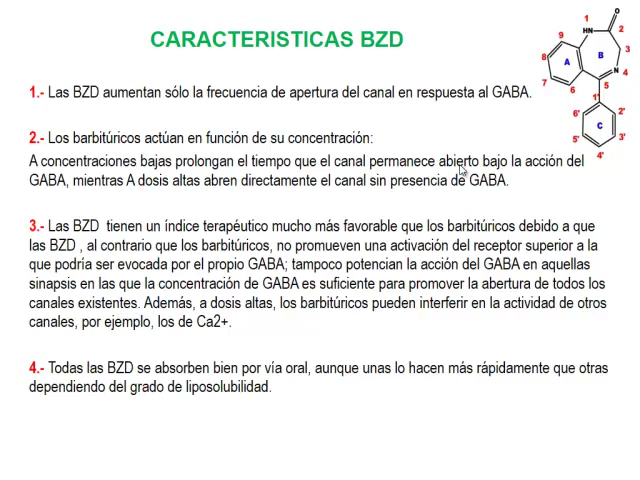 CARACTERISTICAS BZD
1.- Las BZD aumentan sólo la frecuencia de apertura del canal en respuesta al GABA.
2.- Los barbitúricos actúan en función de su concentración:
A concentraciones bajas prolongan el tiempo que el canal permanece abierto bajo la acción del
GABA, mientras A dosis altas abren directamente el canal sin presencia de GABA.
3.- Las BZD tienen un índice terapéutico mucho más favorable que los barbitúricos debido a que
las BZD , al contrario que los barbitúricos, no promueven una activación del receptor superior a la
que podría ser evocada por el propio GABA; tampoco potencian la acción del GABA en aquellas
sinapsis en las que la concentración de GABA es suficiente para promover la abertura de todos los
canales existentes. Además, a dosis altas, los barbitúricos pueden interferir en la actividad de otros
canales, por ejemplo, los de Ca2+.
4.- Todas las BZD se absorben bien por vía oral, aunque unas lo hacen más rápidamente que otras
dependiendo del grado de liposolubilidad.
O
1
HN
2
9
8
A
B
3
N
4
7
6
5
1'
6'
2'
C
5'
3'
4'